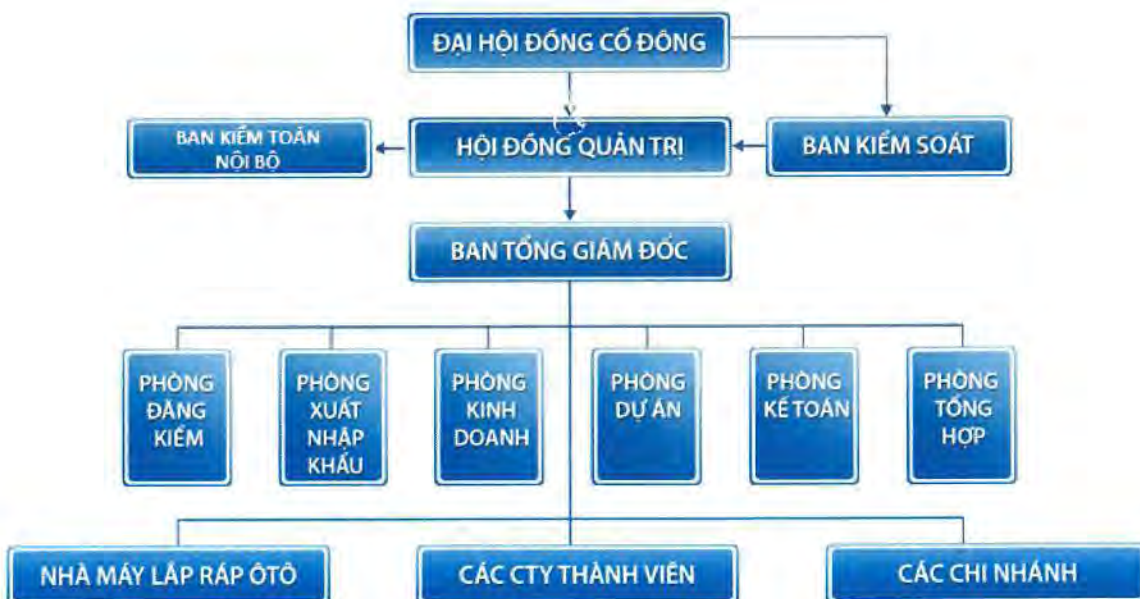 ĐẠI HỘI ĐỒNG CỔ ĐÔNG
BAN KIỂM TOÁN
NỘI BỘ
HỘI ĐỒNG QUẢN TRỊ
BAN KIỂM SOÁT
BAN TỔNG GIÁM ĐỐC
PHÒNG
ĐĂNG
KIỂM
PHÒNG
XUẤT
NHẬP
KHẨU
PHÒNG
KINH
DOANH
PHÒNG
DỰ ÁN
PHÒNG
KẾ TOÁN
PHÒNG
TỔNG
HỢP
NHÀ MÁY LẮP RÁP ÔTÔ
CÁC CTY THÀNH VIÊN
CÁC CHI NHÁNH